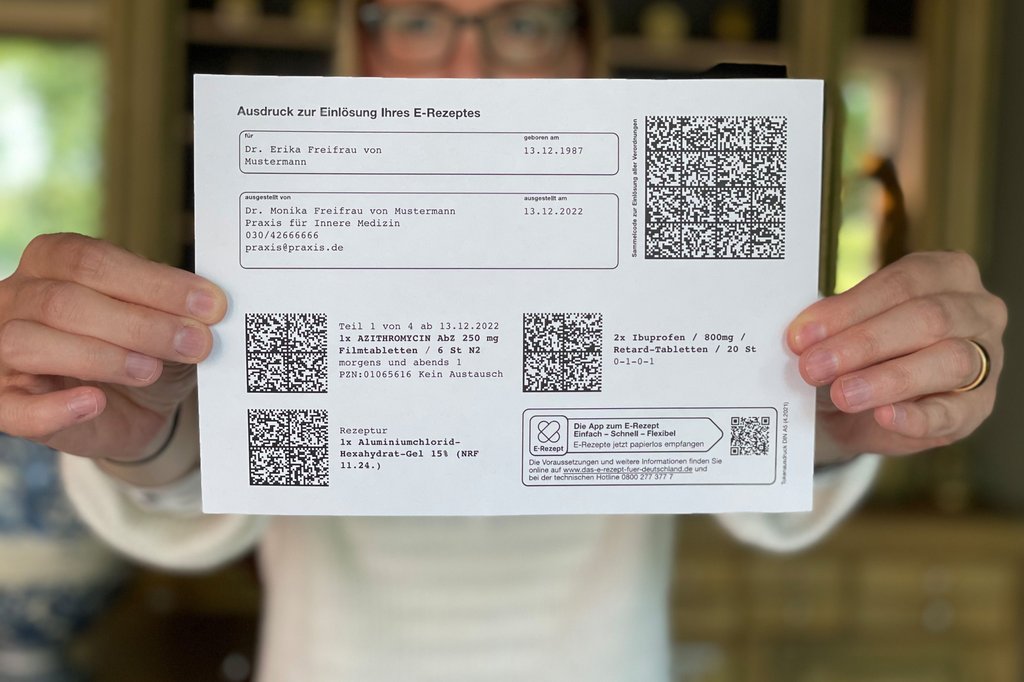 Ausdruck zur Einlösung Ihres E-Rezeptes
für
geboren am
Dr. Erika Freifrau von
Mustermann
13.12.1987
ausgestellt von
ausgestellt am
Dr. Monika Freifrau von Mustermann
13.12.2022
Praxis für Innere Medizin
030/42666666
praxis@praxis.de
Sammelcode zur Einlösung aller Verordnungen
Teil 1 von 4 ab 13.12.2022
1x AZITHROMYCIN AbZ 250 mg
Filmtabletten / 6 St N2
morgens und abends 1
PZN:01065616 Kein Austausch
2x Ibuprofen / 800mg /
Retard-Tabletten / 20 St
0-1-0-1
Rezeptur
1x Aluminiumchlorid-
Hexahydrat-Gel 15% (NRF
11.24.)
E-Rezept
Die App zum E-Rezept
Einfach – Schnell – Flexibel
E-Rezepte jetzt papierlos empfangen
Die Voraussetzungen und weitere Informationen finden Sie
online auf www.das-e-rezept-fuer-deutschland.de und
bei der technischen Hotline 0800 277 377 7